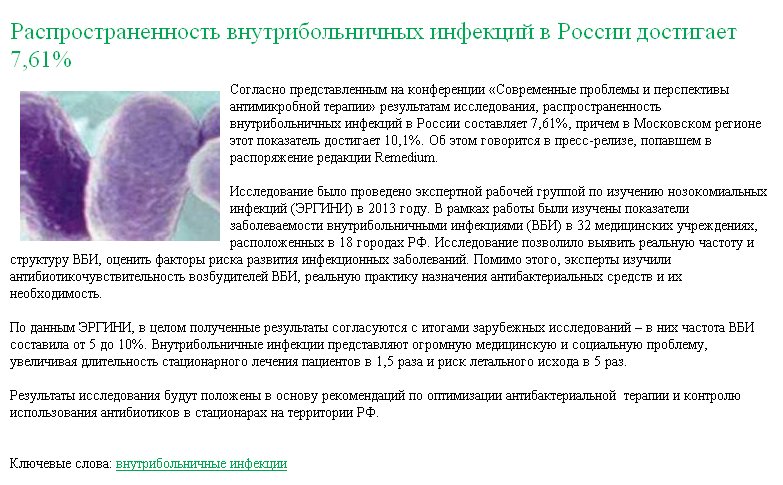 Распространенность внутрибольничных инфекций в России достигает
7,61%
Согласно представленным на конференции «Современные проблемы и перспективы
антимикробной терапии» результатам исследования, распространенность
внутрибольничных инфекций в России составляет 7,61%, причем в Московском регионе
этот показатель достигает 10,1%. Об этом говорится в пресс-релизе, попавшем в
распоряжение редакции Remedium.
Исследование было проведено экспертной рабочей группой по изучению нозокомиальных
инфекций (ЭРГИНИ) в 2013 году. В рамках работы были изучены показатели
заболеваемости внутрибольничными инфекциями (ВБИ) в 32 медицинских учреждениях,
расположенных в 18 городах РФ. Исследование позволило выявить реальную частоту и
структуру ВБИ, оценить факторы риска развития инфекционных заболеваний. Помимо этого, эксперты изучили
антибиотикочувствительность возбудителей ВБИ, реальную практику назначения антибактериальных средств и их
необходимость.
По данным ЭРГИНИ, в целом полученные результаты согласуются с итогами зарубежных исследований – в них частота ВБИ
составила от 5 до 10%. Внутрибольничные инфекции представляют огромную медицинскую и социальную проблему,
увеличивая длительность стационарного лечения пациентов в 1,5 раза и риск летального исхода в 5 раз.
Результаты исследования будут положены в основу рекомендаций по оптимизации антибактериальной терапии и контролю
использования антибиотиков в стационарах на территории РФ.
Ключевые слова: внутрибольничные инфекции